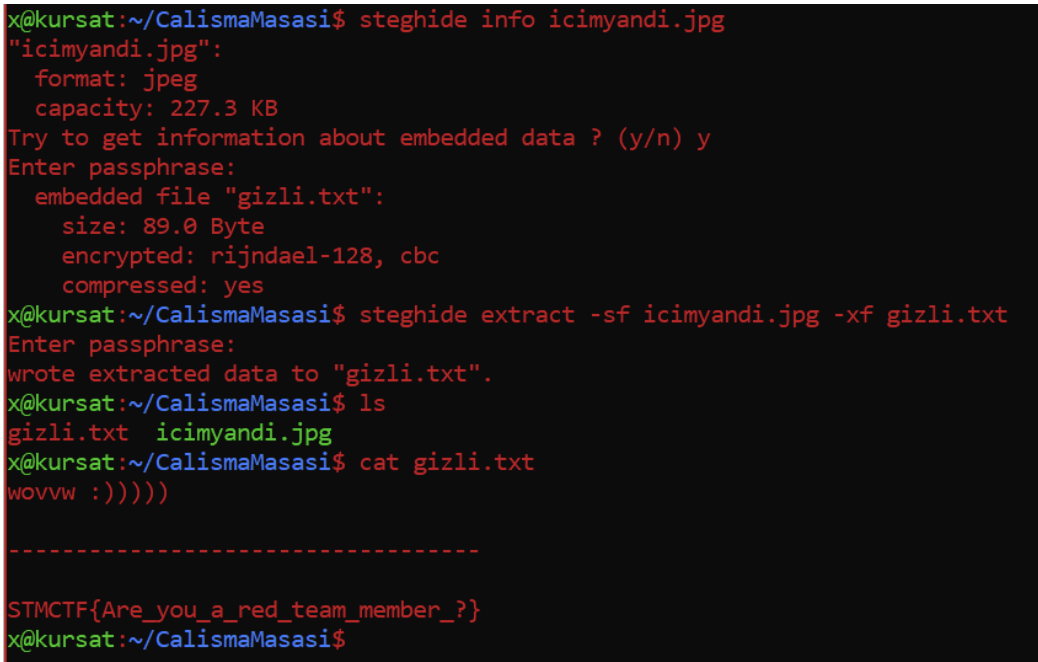 x@kursat:~/CalismaMasasi$ steghide info icimyandi.jpg
"icimyandi.jpg":
  format: jpeg
  capacity: 227.3 KB
Try to get information about embedded data ? (y/n) y
Enter passphrase:
  embedded file "gizli.txt":
    size: 89.0 Byte
    encrypted: rijndael-128, cbc
    compressed: yes
x@kursat:~/CalismaMasasi$ steghide extract -sf icimyandi.jpg -xf gizli.txt
Enter passphrase:
wrote extracted data to "gizli.txt".
x@kursat:~/CalismaMasasi$ ls
gizli.txt  icimyandi.jpg
x@kursat:~/CalismaMasasi$ cat gizli.txt
wovvw :)))))
-----------------------------------
STMCTF{Are_you_a_red_team_member_?}
x@kursat:~/CalismaMasasi$